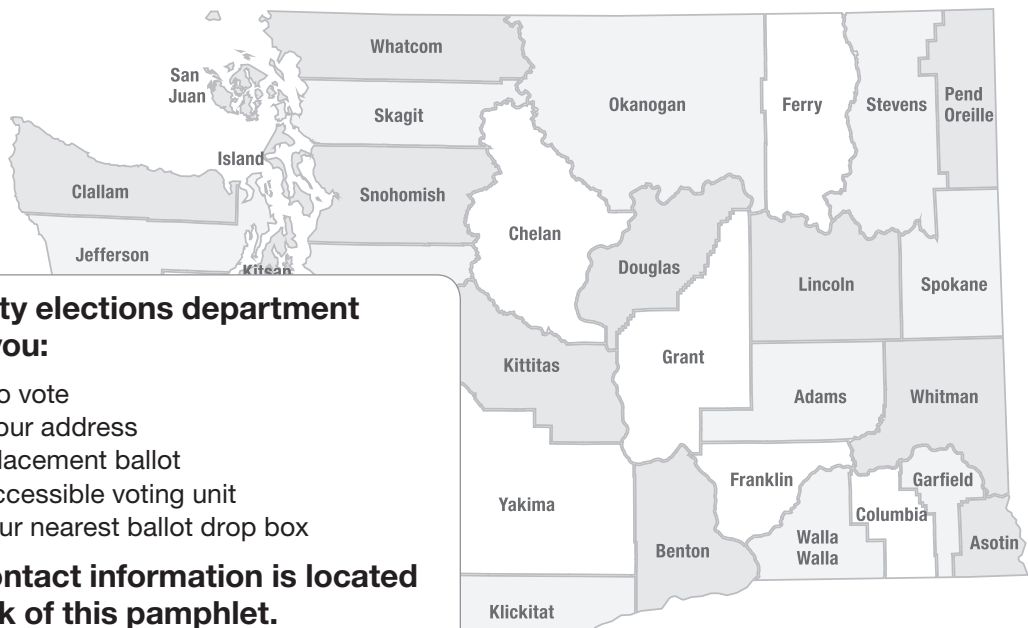 Whatcom
San
Juan
Skagit
Island
Clallam
Snohomish
Jefferson
Kitsap
Okanogan
Ferry
Stevens
Pend
Oreille
Chelan
Douglas
Lincoln
Spokane
Kittitas
Grant
Adams
Whitman
Yakima
Franklin
Garfield
Columbia
Benton
Walla
Walla
Asotin
Klickitat
ty elections department
you:
o vote
our address
lacement ballot
ccessible voting unit
ur nearest ballot drop box
ontact information is located
k of this pamphlet.